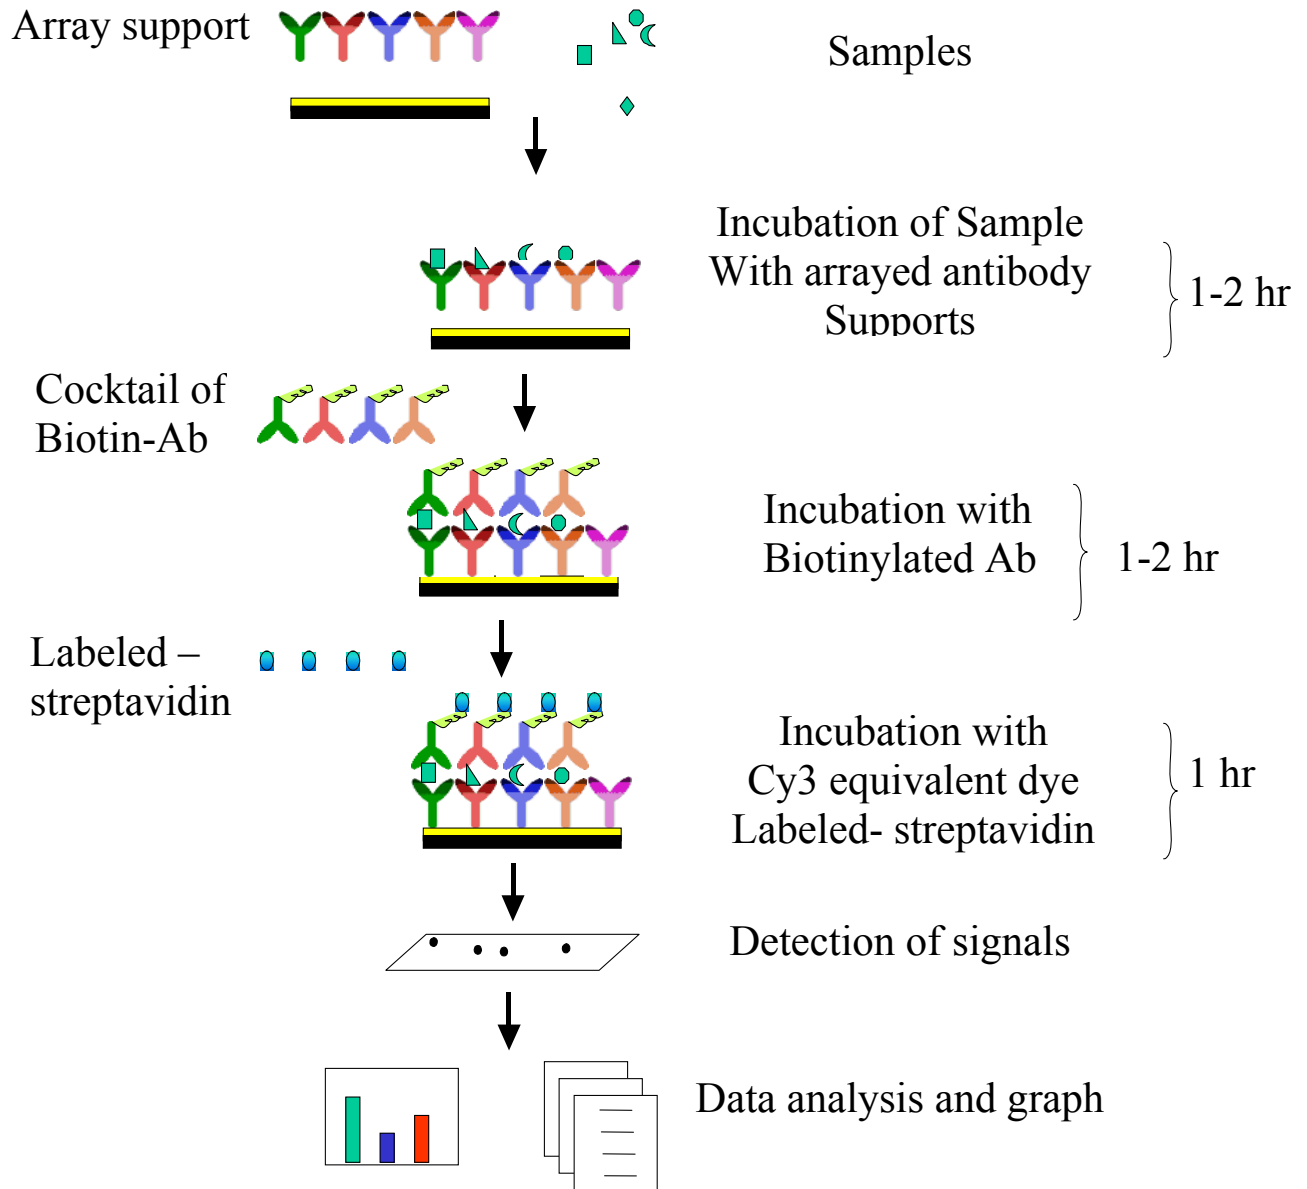 Array support
Samples
Incubation of Sample
With arrayed antibody
Supports
1-2 hr
Cocktail of
Biotin-Ab
Incubation with
Biotinylated Ab
1-2 hr
Labeled –
streptavidin
Incubation with
Cy3 equivalent dye
Labeled- streptavidin
1 hr
Detection of signals
Data analysis and graph